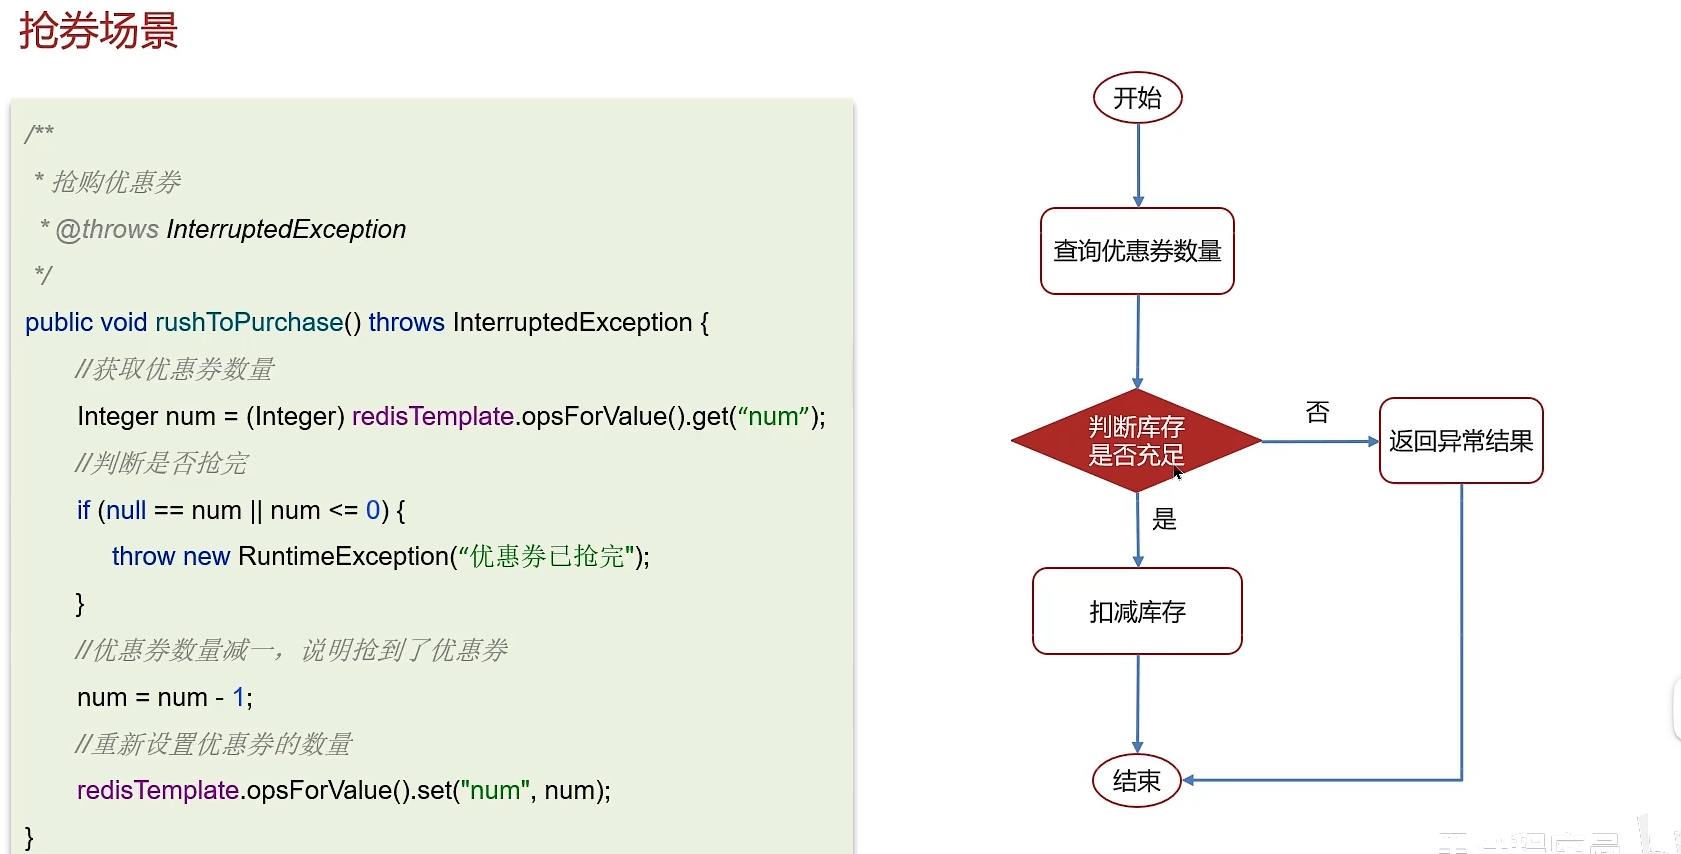 抢券场景
/**
* 抢购优惠券
* @throws InterruptedException
*/
public void rushToPurchase() throws InterruptedException {
//获取优惠券数量
Integer num = (Integer) redisTemplate.opsForValue().get(“num”);
//判断是否抢完
if (null == num || num <= 0) {
throw new RuntimeException(“优惠券已抢完");
}
//优惠券数量减一，说明抢到了优惠券
num = num - 1;
//重新设置优惠券的数量
redisTemplate.opsForValue().set("num", num);
}
开始
查询优惠券数量
判断库存
是否充足
否
返回异常结果
是
扣减库存
结束